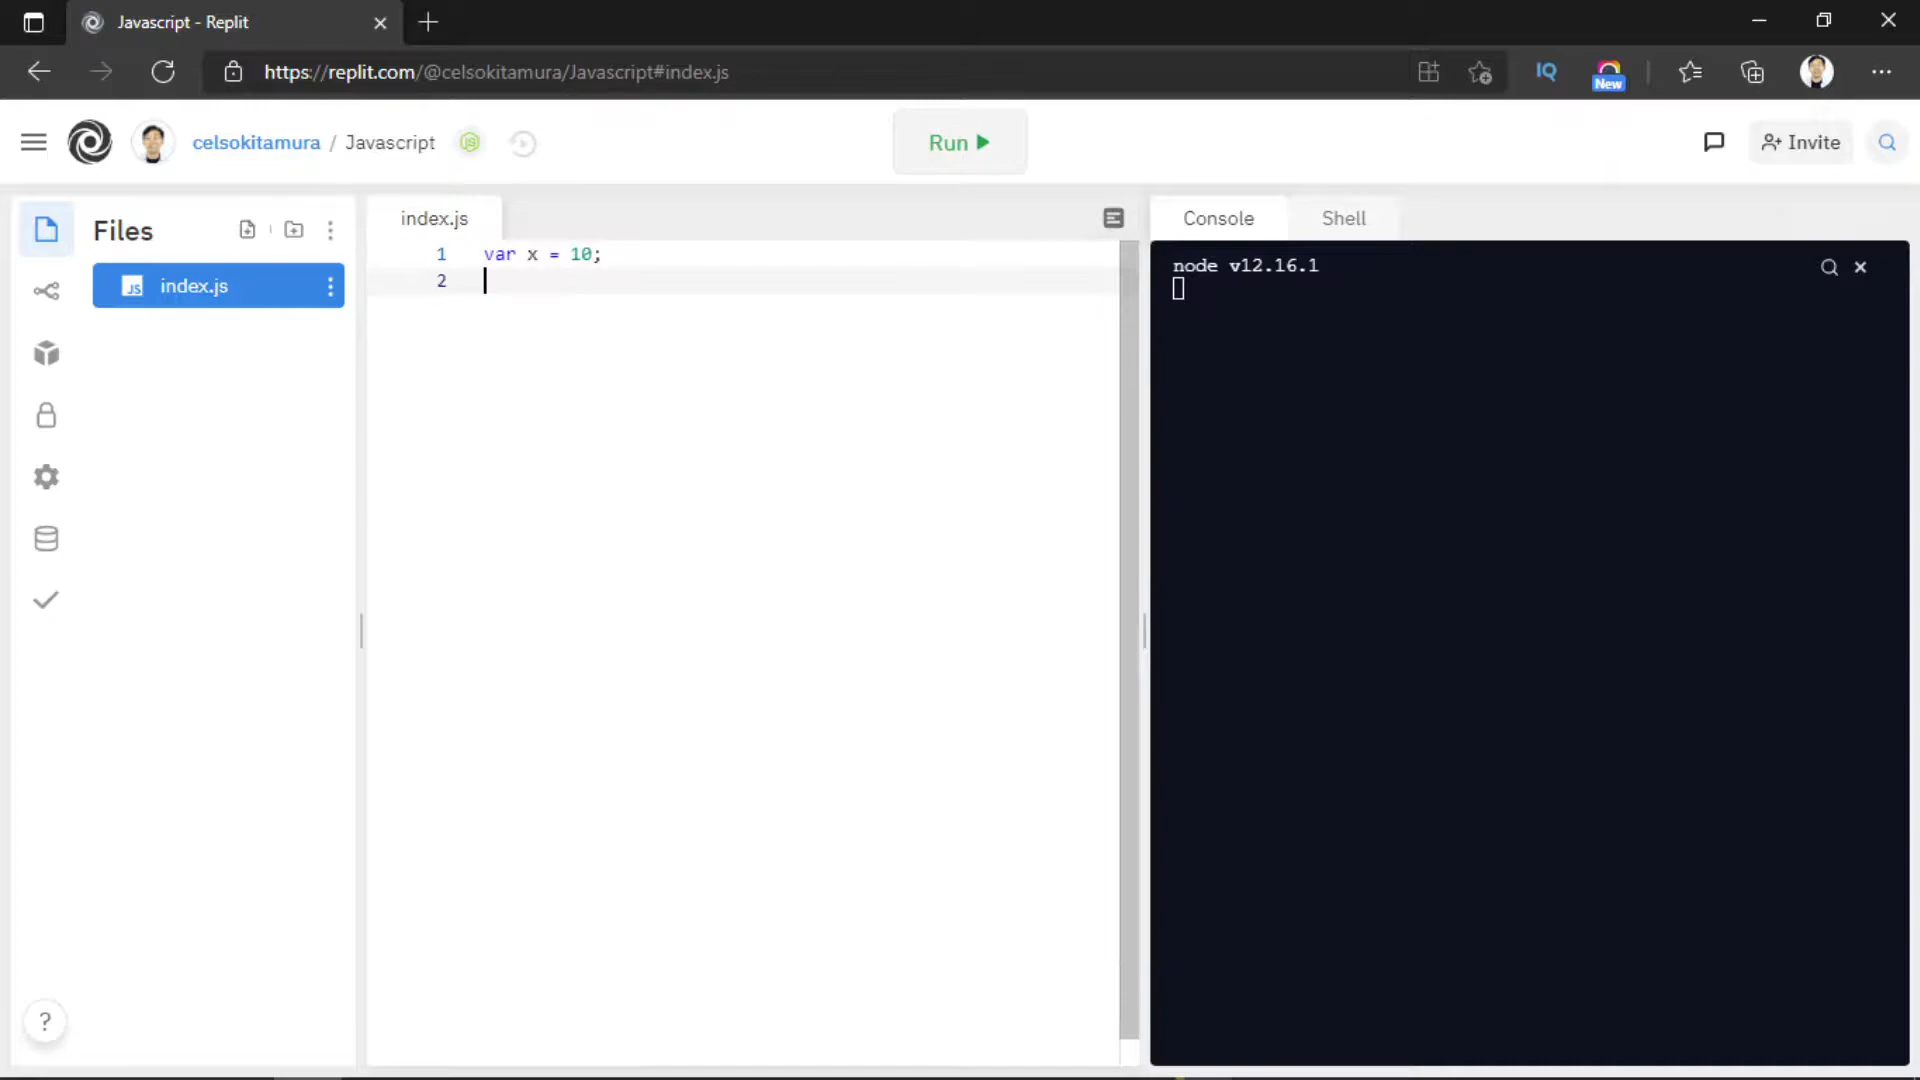 Javascript - Replit
https://replit.com/@celsokitamura/Javascript#index.js
IQ
New
celsokitamura / Javascript
Run
Invite
Files
JS index.js
index.js
1 var x = 10;
2
Console
Shell
node v12.16.1
?